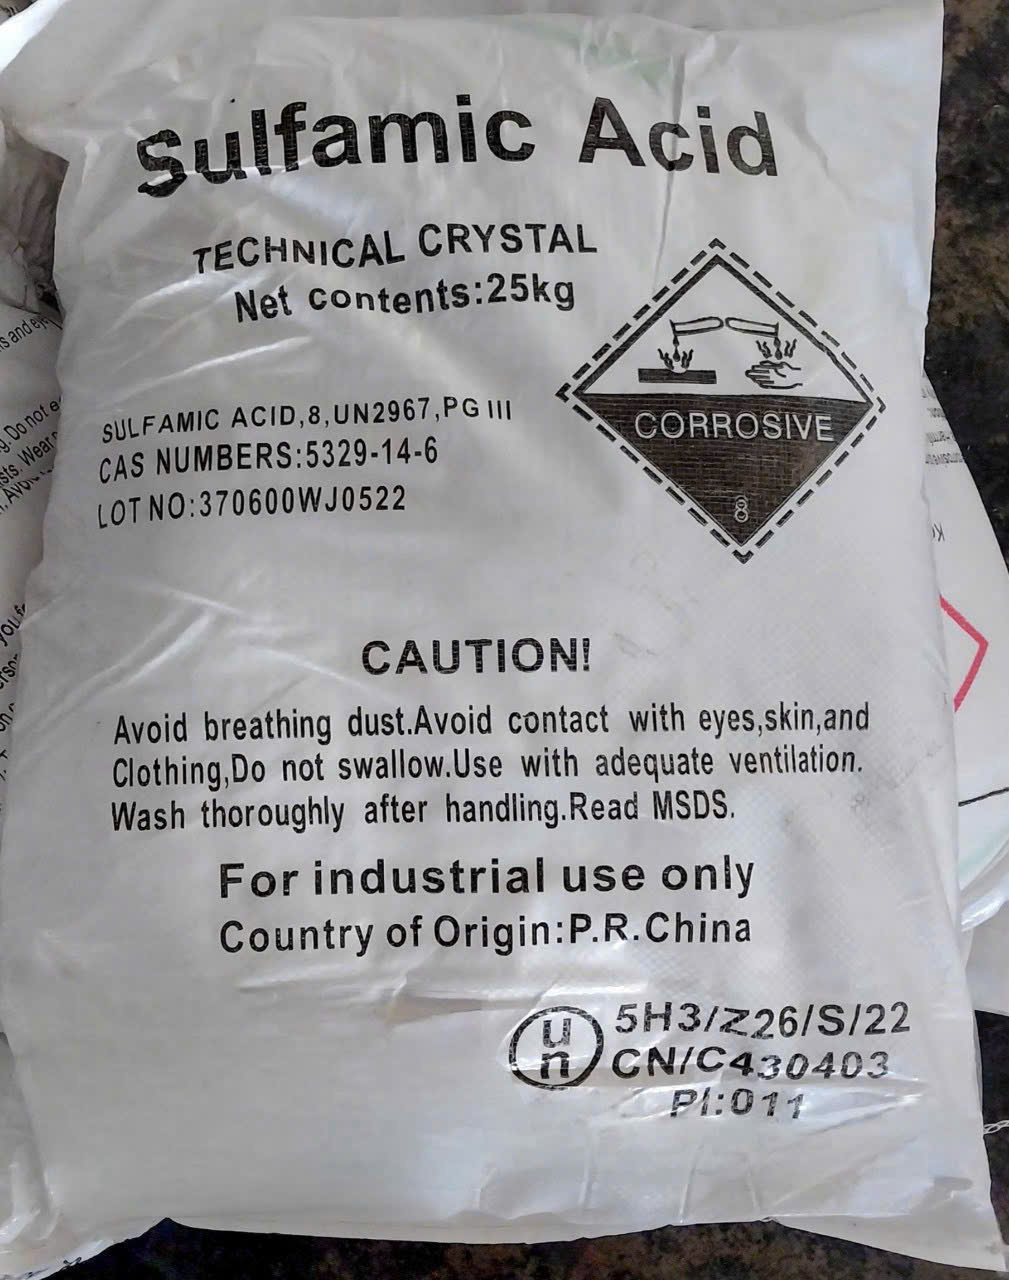 Sulfamic Acid
TECHNICAL CRYSTAL
Net contents:25kg
SULFAMIC ACID,8,UN2967,PG III
CAS NUMBERS:5329-14-6
LOT NO:370600WJ0522
CORROSIVE
8
CAUTION!
Avoid breathing dust.Avoid contact with eyes,skin,and
Clothing,Do not swallow.Use with adequate ventilation.
Wash thoroughly after handling.Read MSDS.
For industrial use only
Country of Origin:P.R.China
un
5H3/Z26/S/22
CN/C430403
PI:011